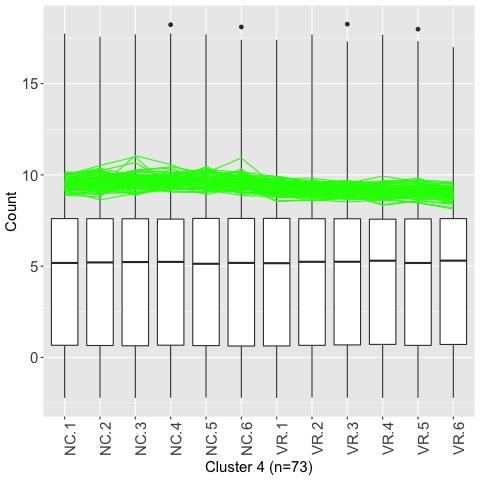 Count
15
10
5
0
NC.1
NC.2
NC.3
NC.4
NC.5
NC.6
VR.1
VR.2
VR.3
VR.4
VR.5
VR.6
Cluster 4 (n=73)